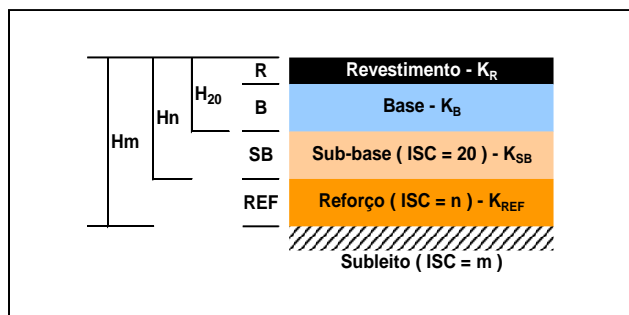 R
Revestimento - K_R
H_20
B
Base - K_B
Hn
Hm
SB
Sub-base ( ISC = 20 ) - K_SB
REF
Reforço ( ISC = n ) - K_REF
Subleito ( ISC = m )